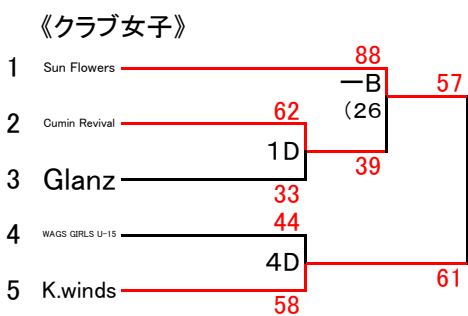 《クラブ女子》
1 Sun Flowers 88
一B 57
2 Cumin Revival 62 (26
1D 39
3 Glanz 33
4 WAGS GIRLS U-15 44
4D 61
5 K.winds 58